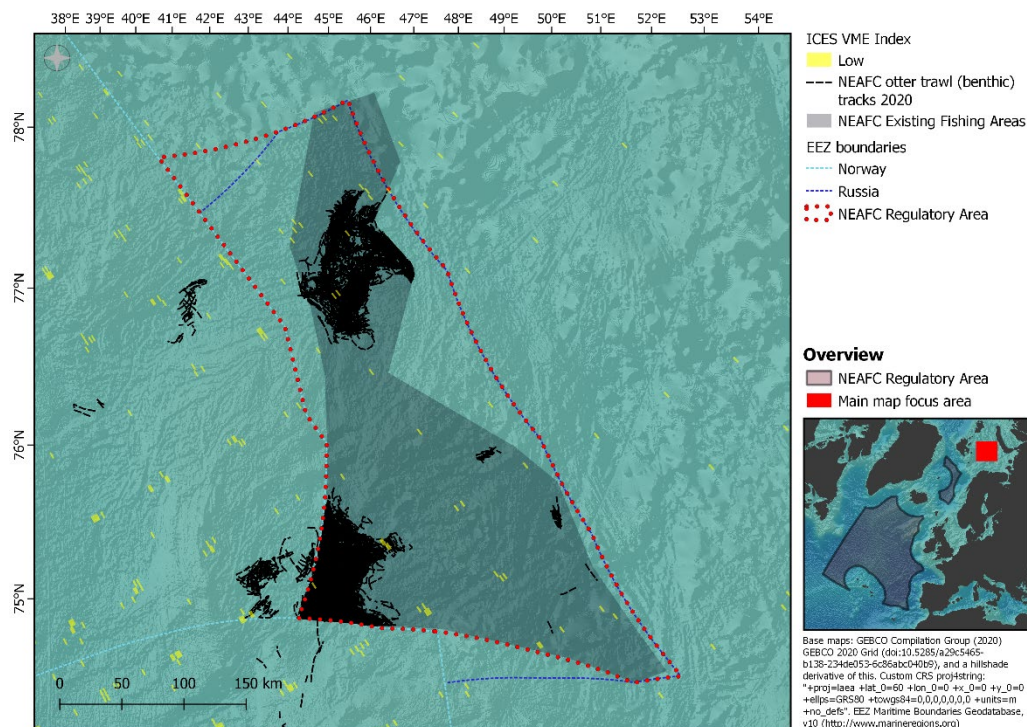 38°E 39°E 40°E 41°E 42°E 43°E 44°E 45°E 46°E 47°E 48°E 49°E 50°E 51°E 52°E 53°E 54°E
78°N
77°N
76°N
75°N
0 50 100 150 km
ICES VME Index
Low
NEAFC otter trawl (benthic)
tracks 2020
NEAFC Existing Fishing Areas
EEZ boundaries
Norway
Russia
NEAFC Regulatory Area
Overview
NEAFC Regulatory Area
Main map focus area
Base maps: GEBCO Compilation Group (2020)
GEBCO 2020 Grid (doi:10.5285/a29c5465-
b138-234de053-6c86abc040b9), and a hillshade
derivative of this. Custom CRS proj4string:
"+proj=laea +lat_0=60 +lon_0=0 +x_0=0 +y_0=0
+ellps=GRS80 +towgs84=0,0,0,0,0,0,0 +units=m
+no_defs". EEZ Maritime Boundaries Geodatabase,
v10 (http://www.marineregions.org)